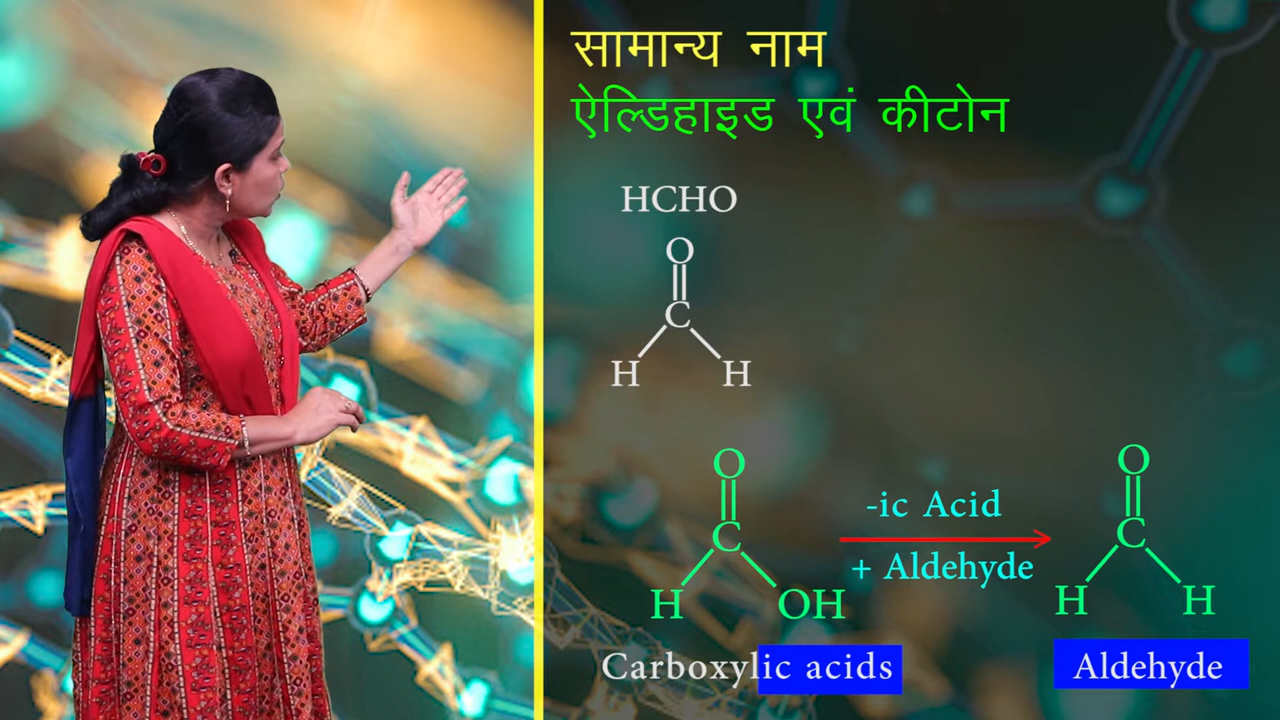 सामान्य नाम
ऐल्डिहाइड एवं कीटोन
HCHO
O
C
H H
O
C
H OH
-ic Acid
+ Aldehyde
O
C
H H
Carboxylic acids
Aldehyde